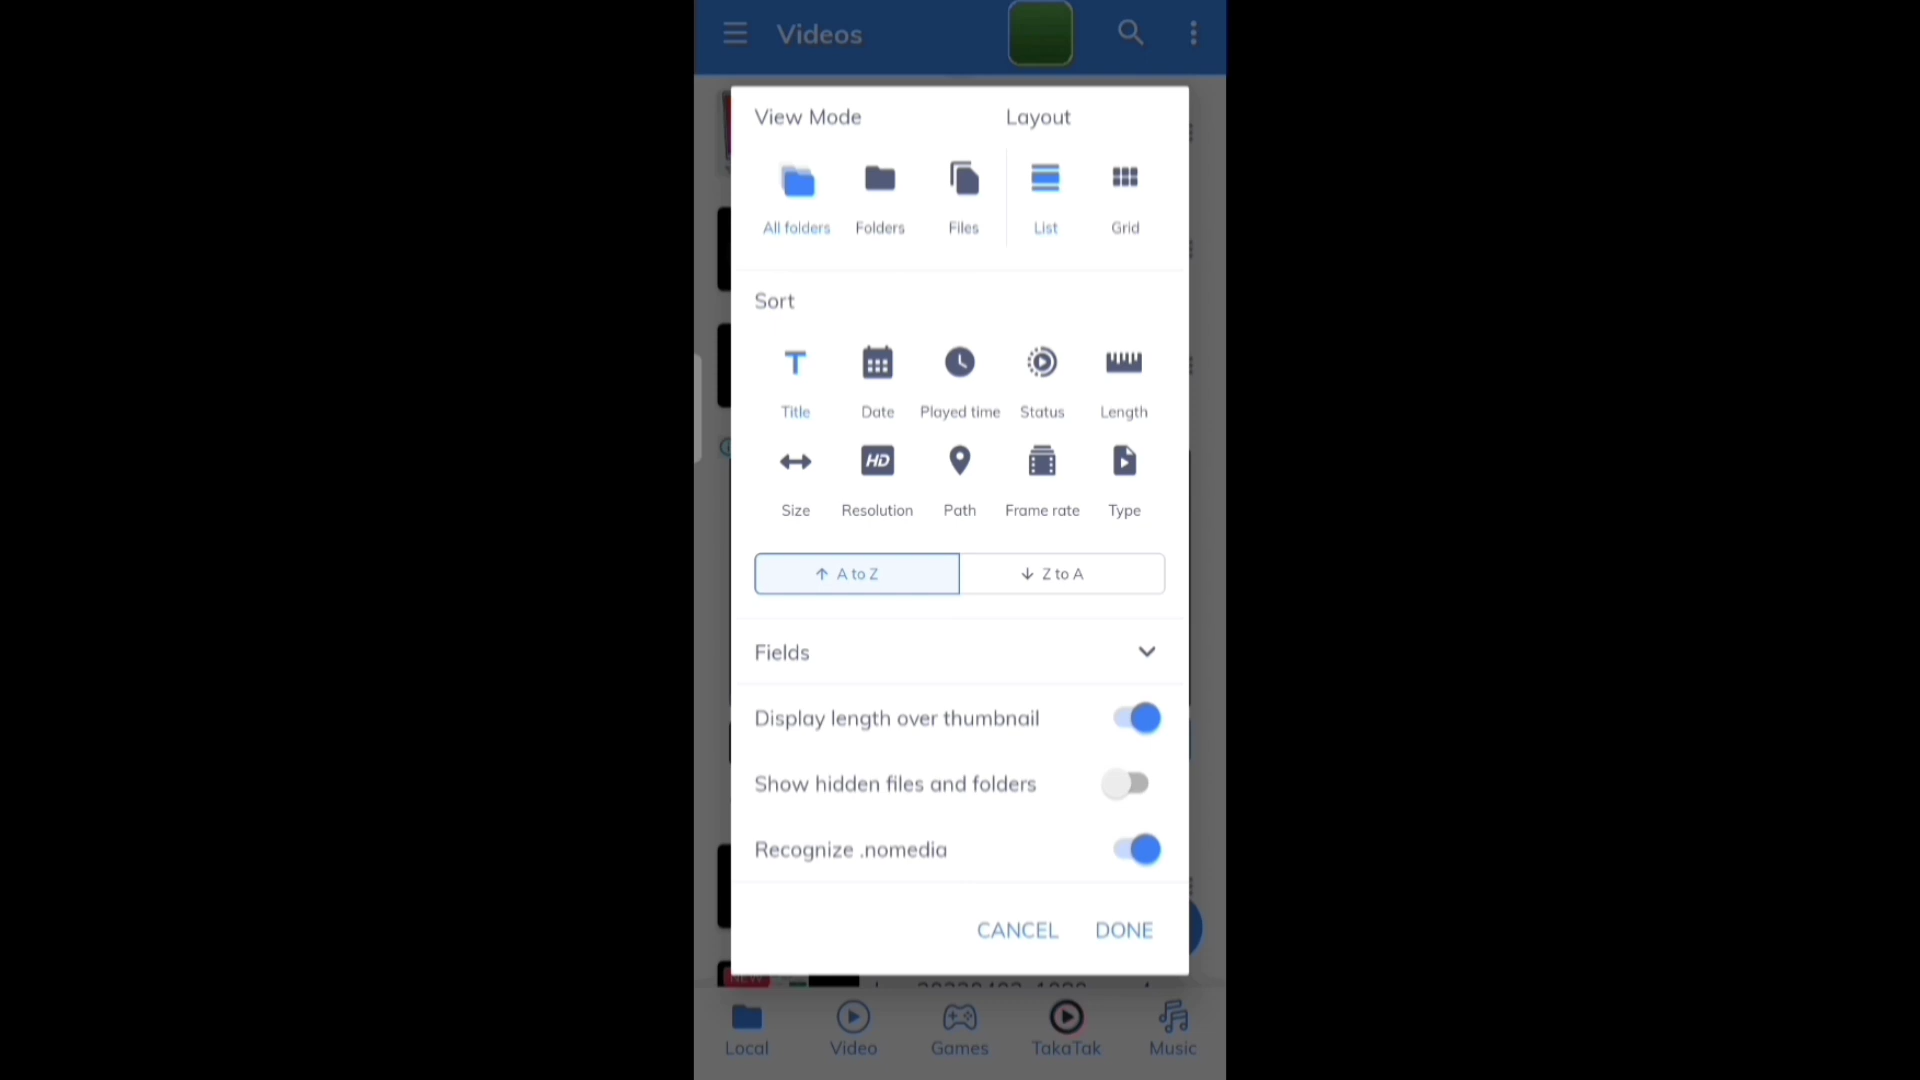 Videos
View Mode Layout
All folders Folders Files List Grid
Sort
Title Date Played time Status Length
HD
Size Resolution Path Frame rate Type
A to Z Z to A
Fields
Display length over thumbnail
Show hidden files and folders
Recognize .nomedia
CANCEL DONE
NEW
Local Video Games TakaTak Music